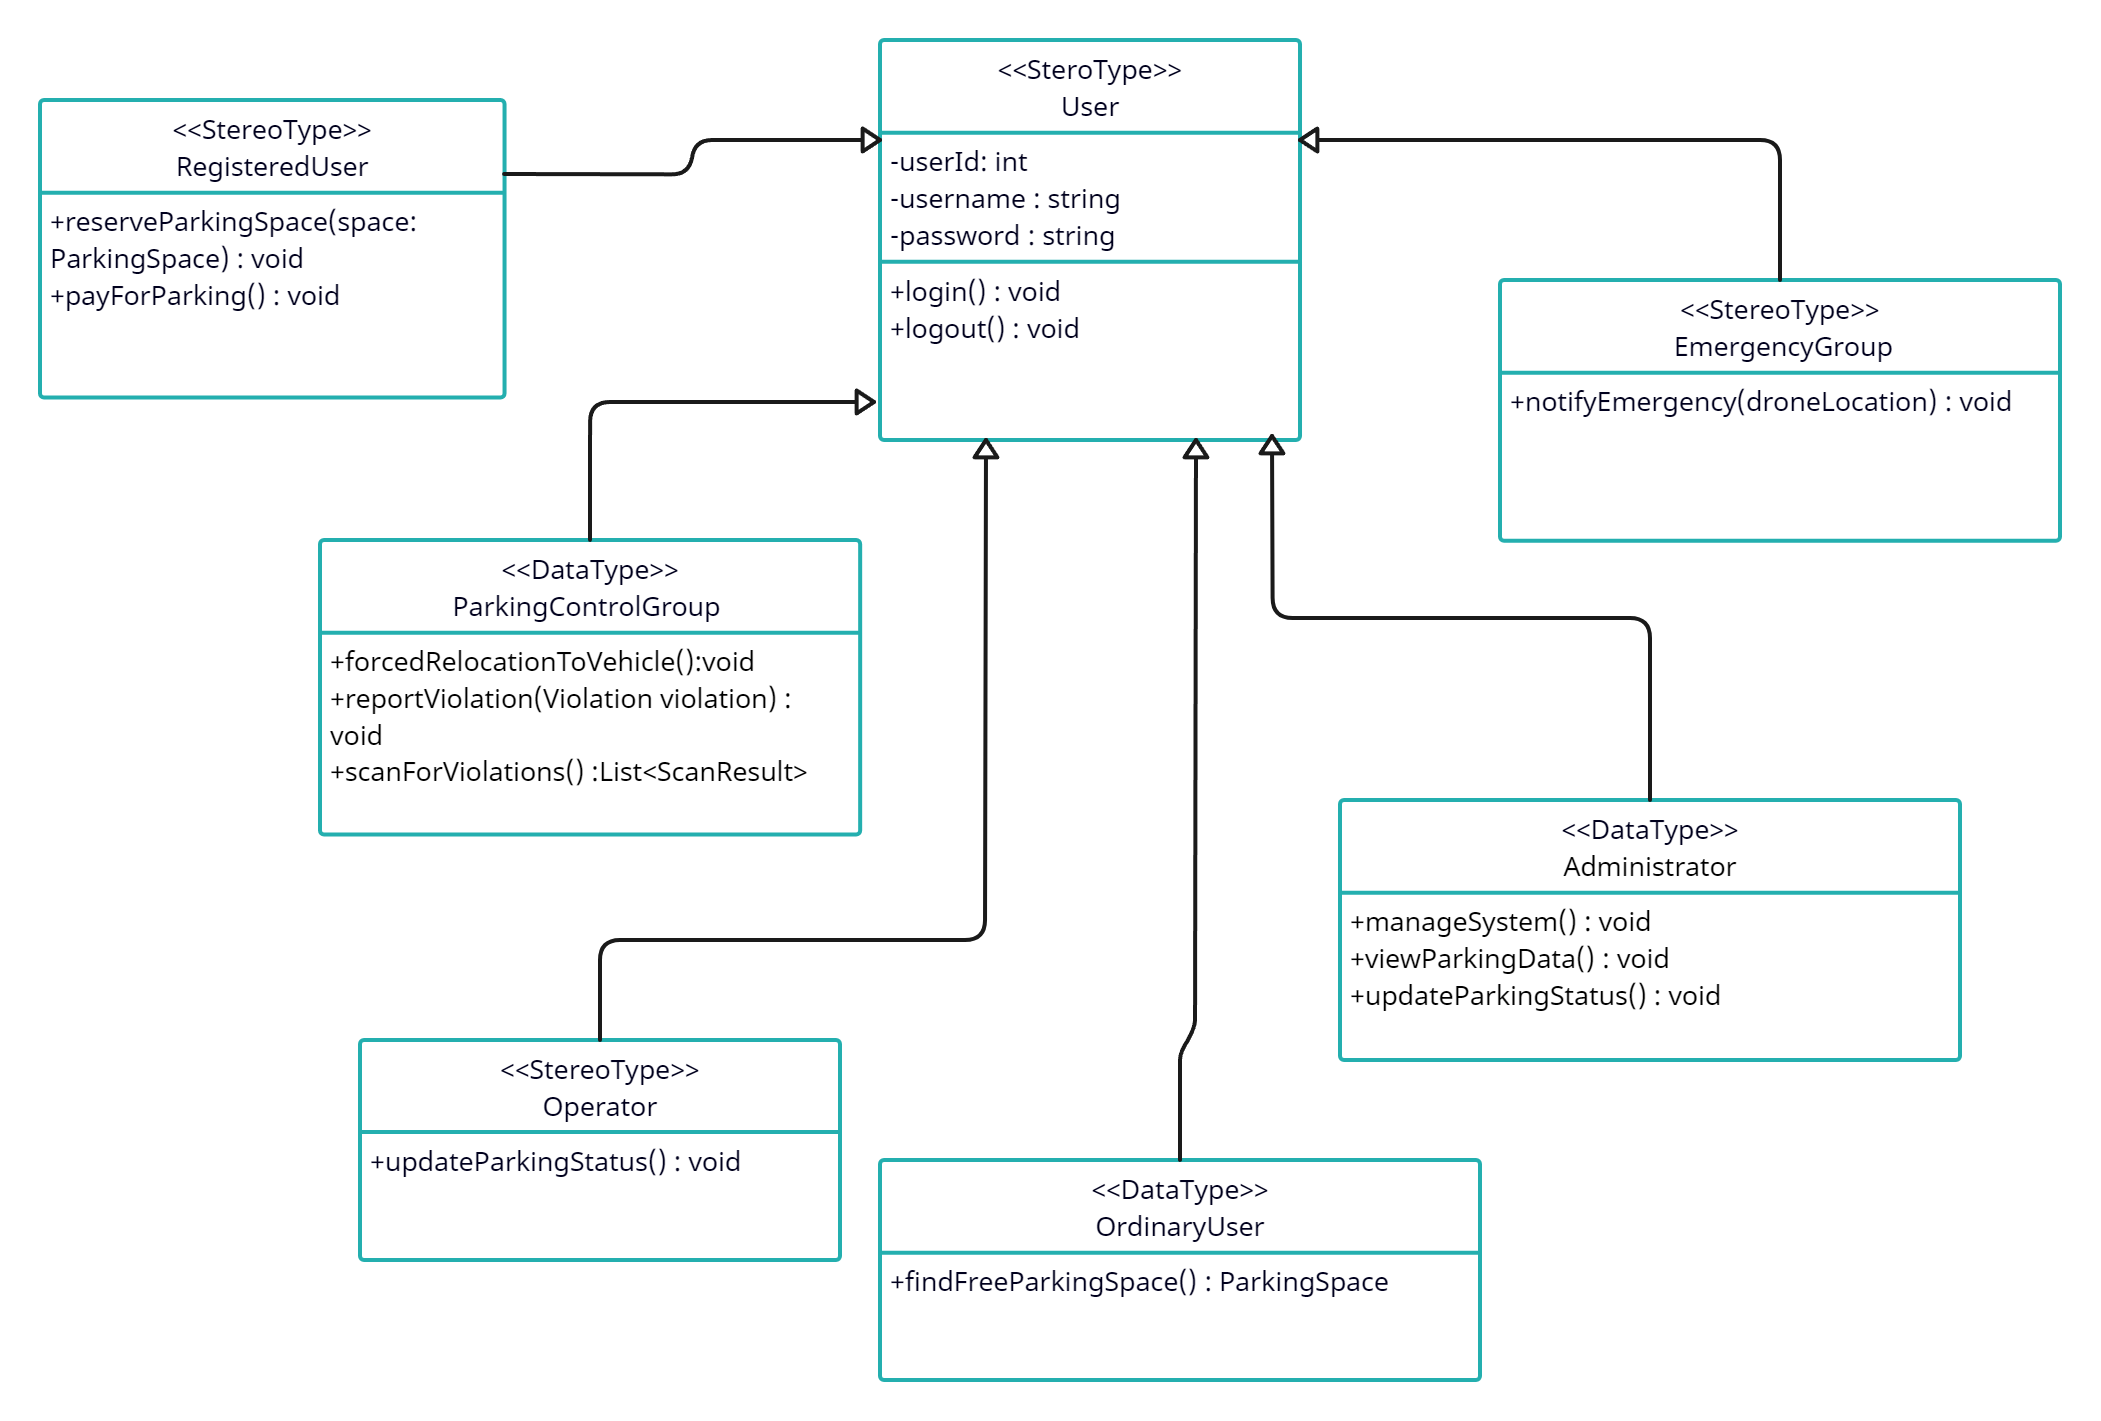 <<SteroType>>
User
-userId: int
-username : string
-password : string
+login() : void
+logout() : void
<<StereoType>>
RegisteredUser
+reserveParkingSpace(space:
ParkingSpace) : void
+payForParking() : void
<<StereoType>>
EmergencyGroup
+notifyEmergency(droneLocation) : void
<<DataType>>
ParkingControlGroup
+forcedRelocationToVehicle():void
+reportViolation(Violation violation) :
void
+scanForViolations() :List<ScanResult>
<<DataType>>
Administrator
+manageSystem() : void
+viewParkingData() : void
+updateParkingStatus() : void
<<StereoType>>
Operator
+updateParkingStatus() : void
<<DataType>>
OrdinaryUser
+findFreeParkingSpace() : ParkingSpace